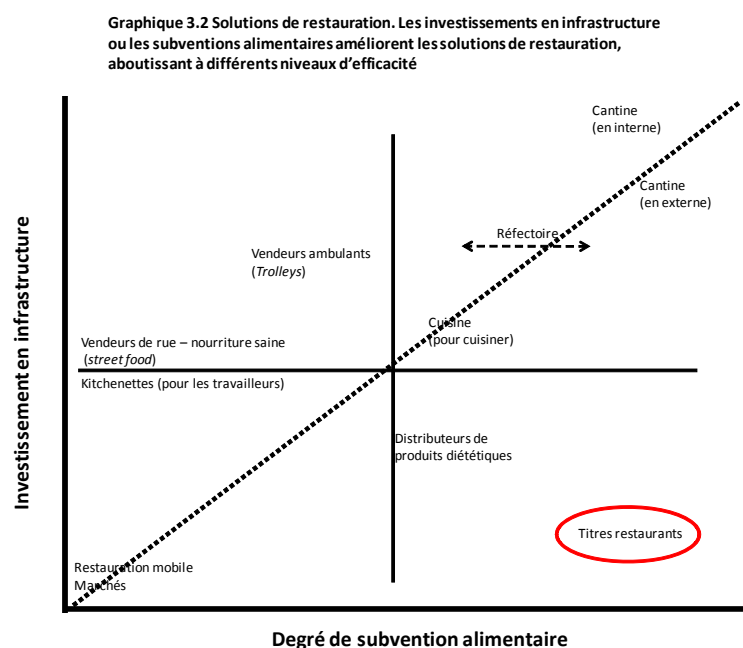 Graphique 3.2 Solutions de restauration. Les investissements en infrastructure
ou les subventions alimentaires améliorent les solutions de restauration,
aboutissant à différents niveaux d’efficacité
Cantine
(en interne)
Cantine
(en externe)
Réfectoire
Vendeurs ambulants
(Trolleys)
Cuisine
(pour cuisiner)
Vendeurs de rue – nourriture saine
(street food)
Kitchenettes (pour les travailleurs)
Distributeurs de
produits diététiques
Titres restaurants
Restauration mobile
Marchés
Investissement en infrastructure
Degré de subvention alimentaire